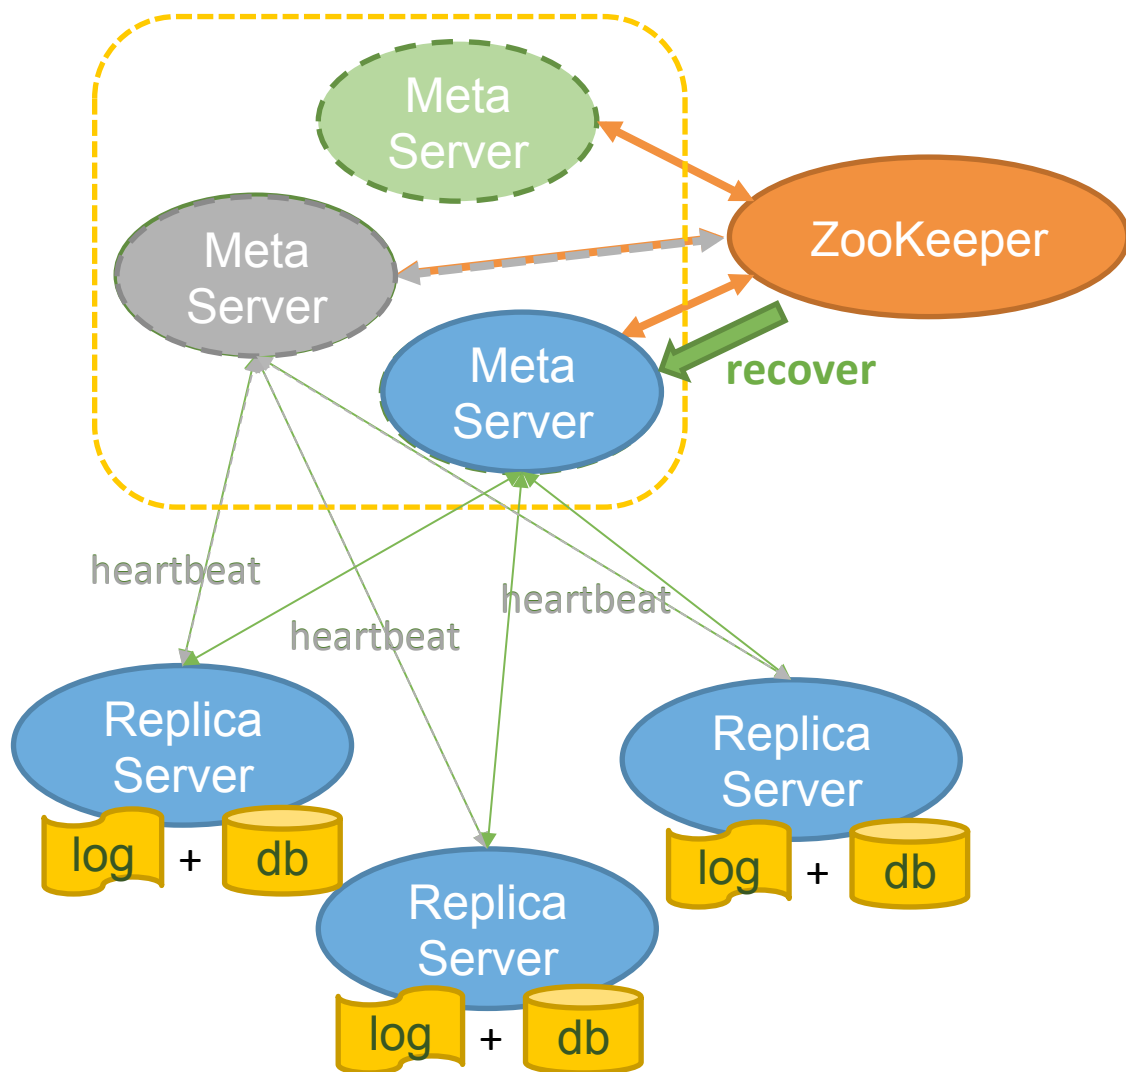 Meta
Server
Meta
Server
ZooKeeper
Meta
Server
recover
heartbeat
heartbeat
heartbeat
Replica
Server
log + db
Replica
Server
log + db
Replica
Server
log + db